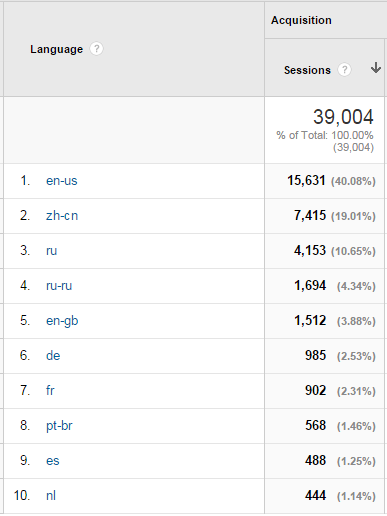 Acquisition
Language ?
Sessions ?
39,004
% of Total: 100.00%
(39,004)
1. en-us 15,631 (40.08%)
2. zh-cn 7,415 (19.01%)
3. ru 4,153 (10.65%)
4. ru-ru 1,694 (4.34%)
5. en-gb 1,512 (3.88%)
6. de 985 (2.53%)
7. fr 902 (2.31%)
8. pt-br 568 (1.46%)
9. es 488 (1.25%)
10. nl 444 (1.14%)